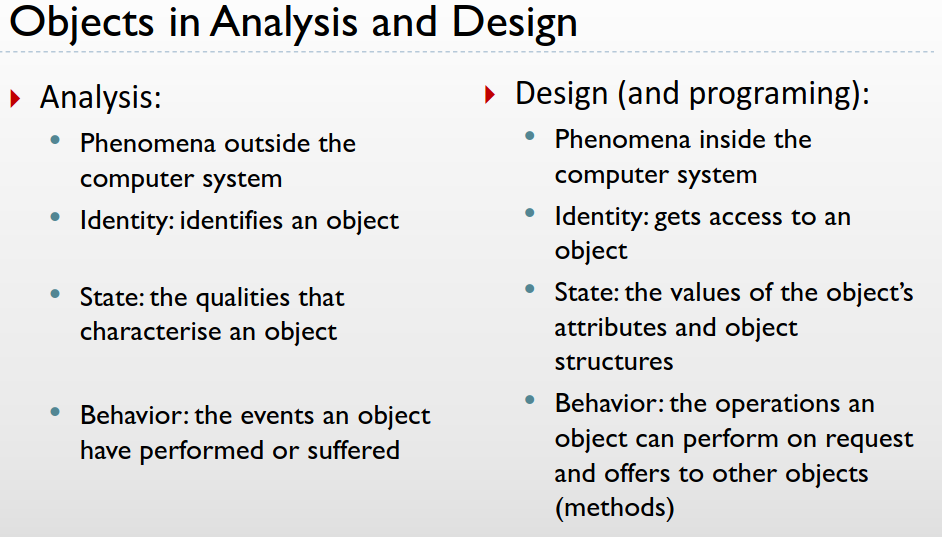 Objects in Analysis and Design
Analysis:
Phenomena outside the
computer system
Identity: identifies an object
State: the qualities that
characterise an object
Behavior: the events an object
have performed or suffered
Design (and programing):
Phenomena inside the
computer system
Identity: gets access to an
object
State: the values of the object’s
attributes and object
structures
Behavior: the operations an
object can perform on request
and offers to other objects
(methods)